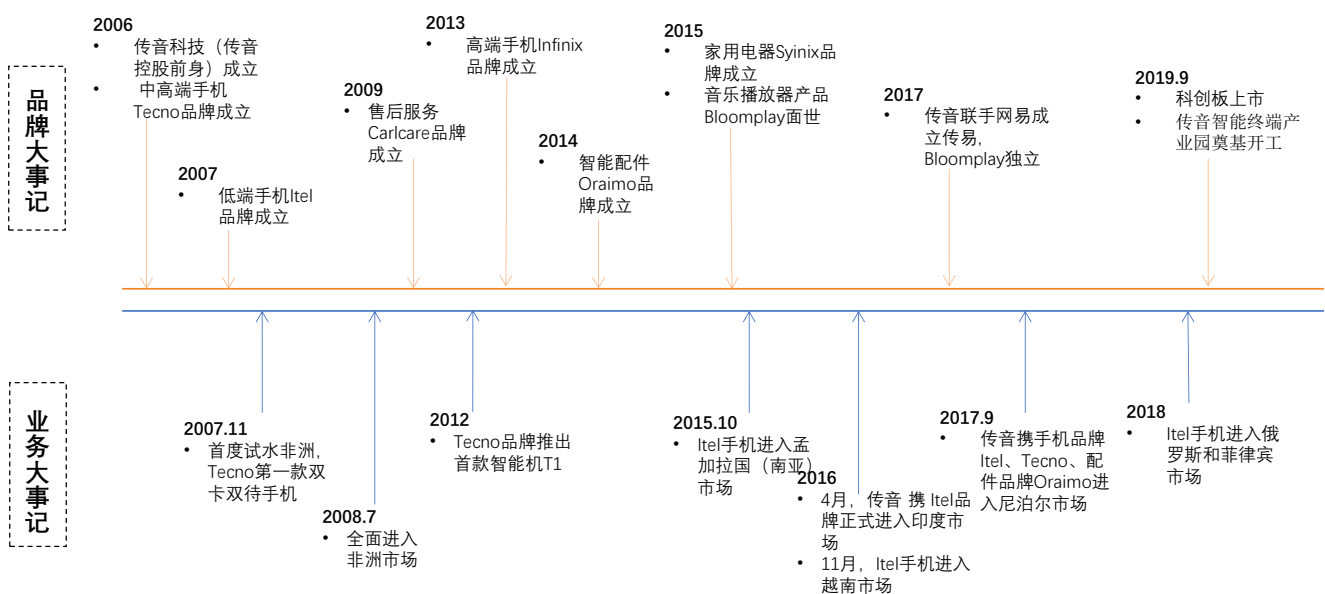 品牌大事记
2006
• 传音科技（传音
控股前身）成立
• 中高端手机
Tecno品牌成立
2007
• 低端手机Itel
品牌成立
2009
• 售后服务
Carlcare品牌
成立
2013
• 高端手机Infinix
品牌成立
2014
• 智能配件
Oraimo品
牌成立
2015
• 家用电器Syinix品
牌成立
• 音乐播放器产品
Bloomplay面世
2017
• 传音联手网易成
立传易，
Bloomplay独立
2019.9
• 科创板上市
• 传音智能终端产
业园奠基开工
业务大事记
2007.11
• 首度试水非洲，
Tecno第一款双
卡双待手机
2008.7
• 全面进入
非洲市场
2012
• Tecno品牌推出
首款智能机T1
2015.10
• Itel手机进入孟
加拉国（南亚）
市场
2016
• 4月，传音 携 Itel品
牌正式进入印度市
场
• 11月，Itel手机进入
越南市场
2017.9
• 传音携手机品牌
Itel、Tecno、配
件品牌Oraimo进
入尼泊尔市场
2018
• Itel手机进入俄
罗斯和菲律宾
市场